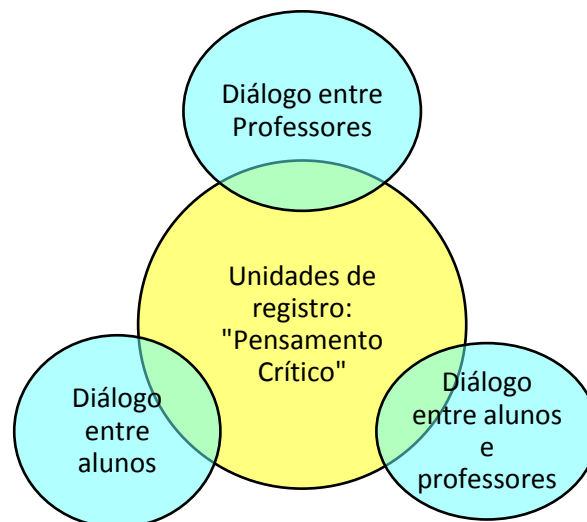 Diálogo entre
Professores
Unidades de
registro:
"Pensamento
Crítico"
Diálogo
entre
alunos
Diálogo
entre alunos
e
professores